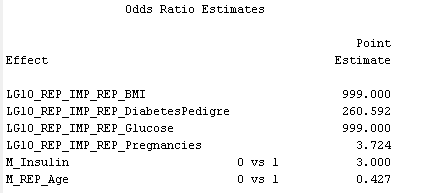 Odds Ratio Estimates
Point
Effect Estimate
LG10_REP_IMP_REP_BMI 999.000
LG10_REP_IMP_REP_DiabetesPedigre 260.592
LG10_REP_IMP_REP_Glucose 999.000
LG10_REP_IMP_REP_Pregnancies 3.724
M_Insulin 0 vs 1 3.000
M_REP_Age 0 vs 1 0.427